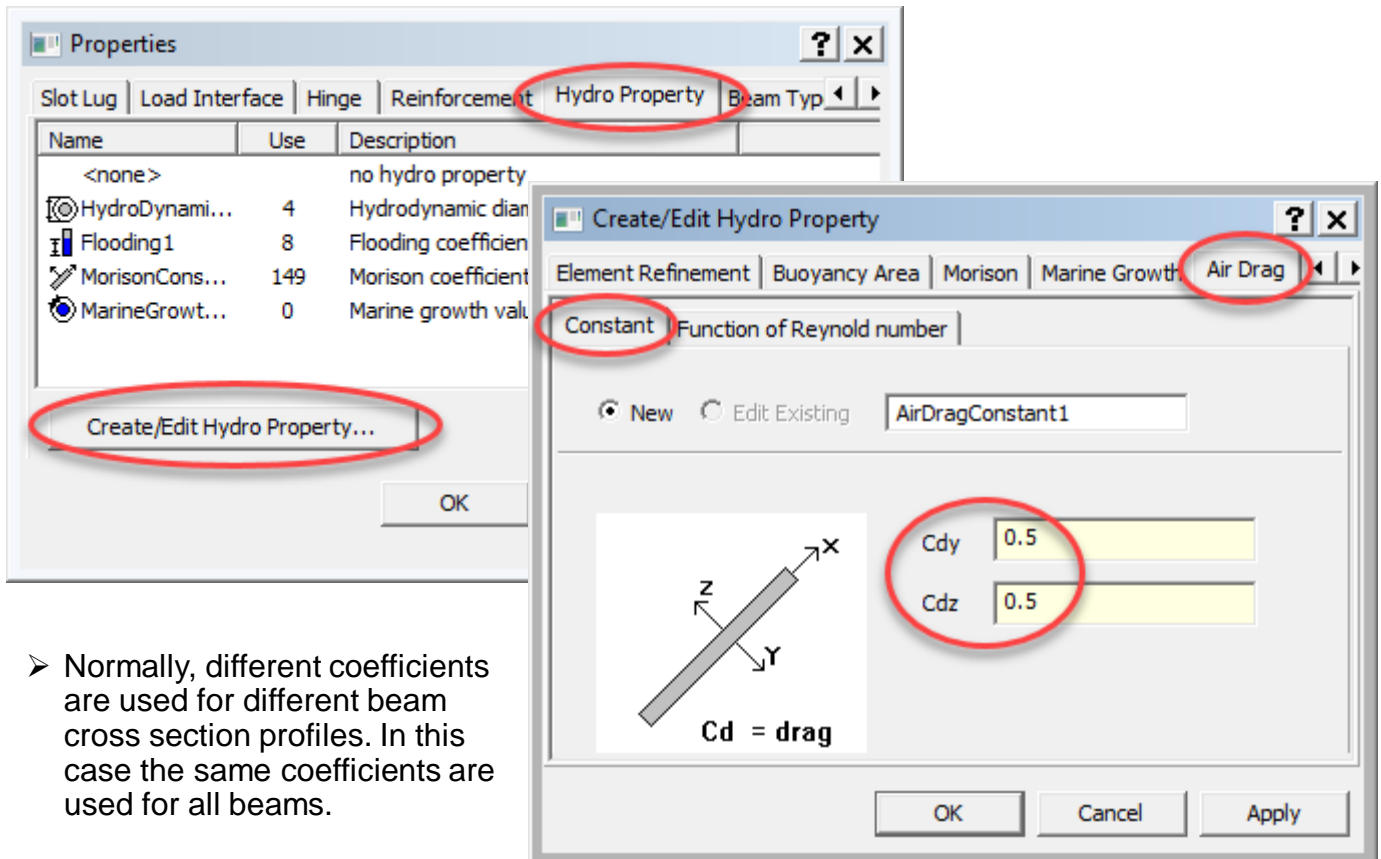 Properties
? ×
Slot Lug Load Inter face Hinge Reinforcement Hydro Property Beam Typ
Name Use Description
<none> no hydro property
HydroDynami... 4 Hydrodynamic diam
Flooding1 8 Flooding coefficien
MorisonCons... 149 Morison coefficient
MarineGrowt... 0 Marine growth valu
Create/Edit Hydro Property...
OK
Create/Edit Hydro Property
? ×
Element Refinement Buoyancy Area Morison Marine Growth Air Drag
Constant Function of Reynold number
New Edit Existing AirDragConstant1
Cdy 0.5
Cdz 0.5
X
Z
Y
Cd = drag
OK Cancel Apply
➢ Normally, different coefficients
are used for different beam
cross section profiles. In this
case the same coefficients are
used for all beams.